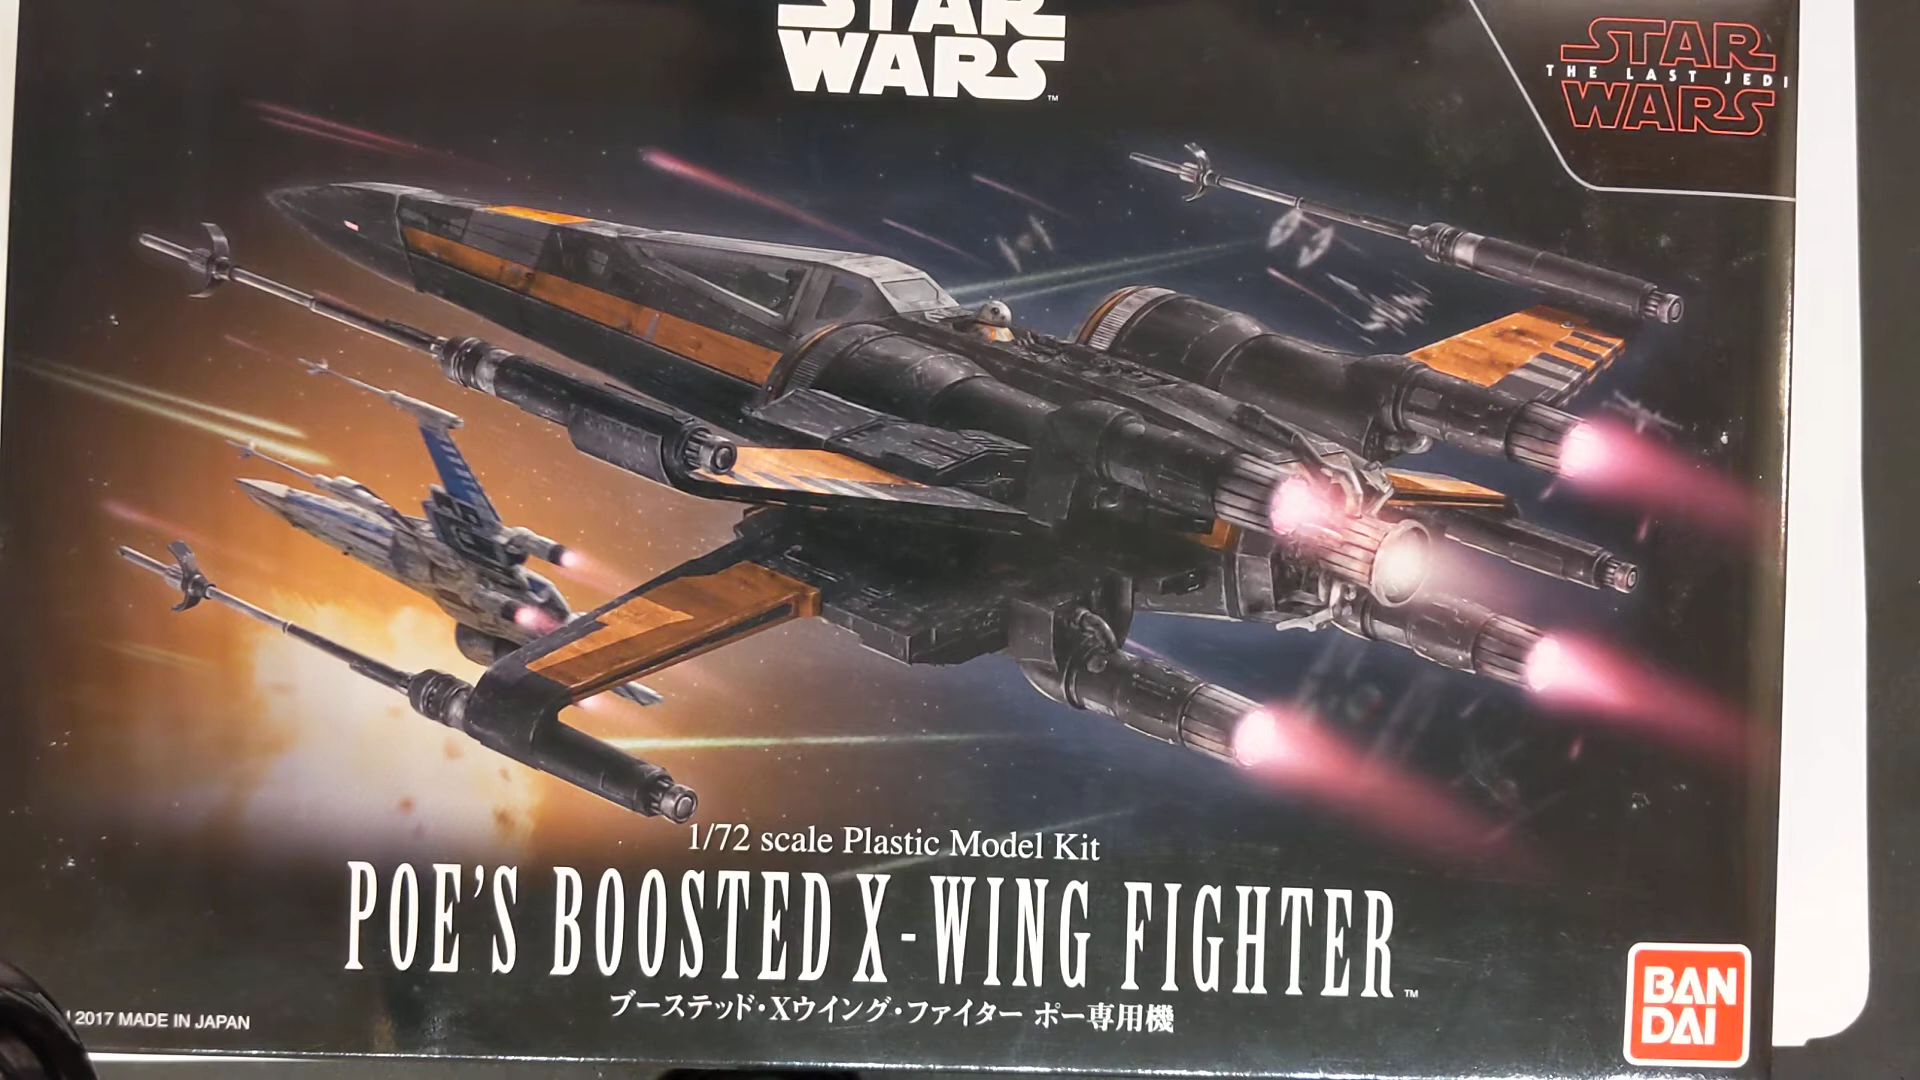 STAR
WARS™
STAR
THE LAST JEDI
WARS
1/72 scale Plastic Model Kit
POE'S BOOSTED X-WING FIGHTER™
ブーステッド・Xウイング・ファイター ポー専用機
2017 MADE IN JAPAN
BAN
DAI